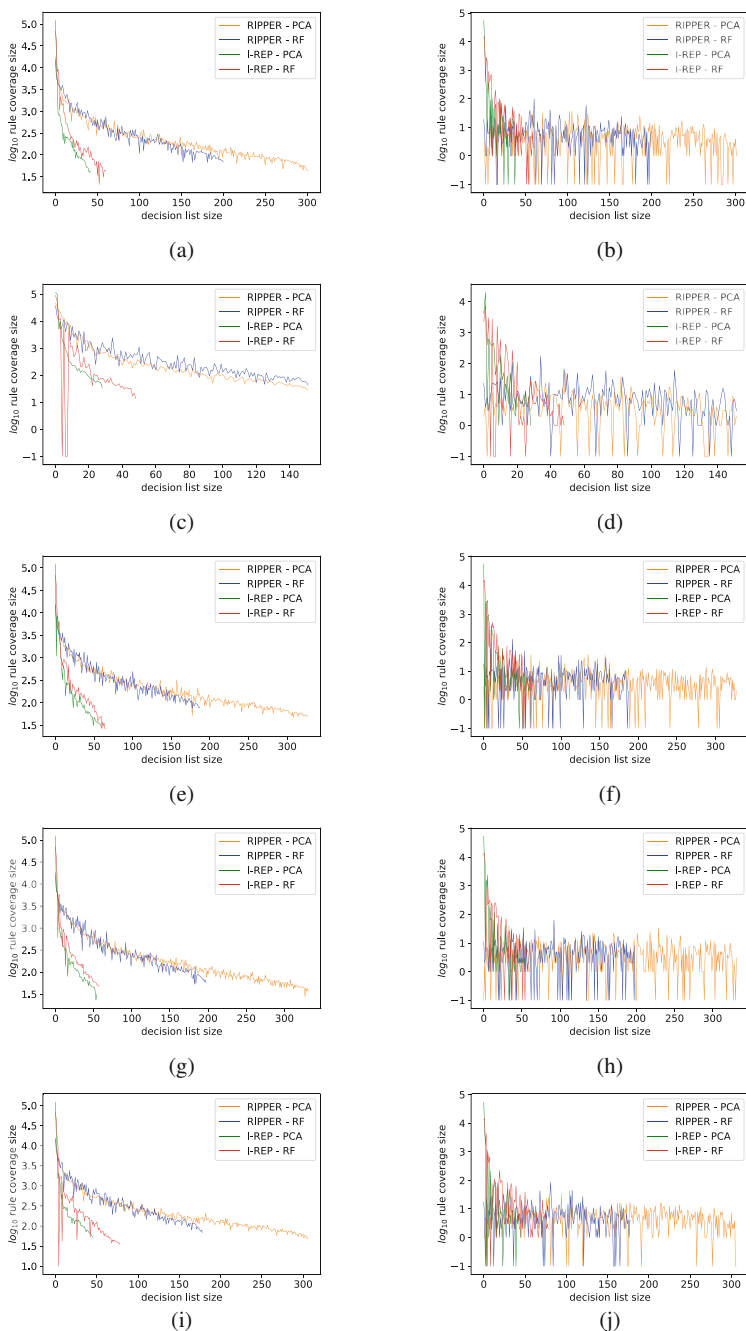 5.0
4.5
4.0
3.5
3.0
2.5
2.0
1.5
log10 rule coverage size
RIPPER - PCA
RIPPER - RF
I-REP - PCA
I-REP - RF
0 50 100 150 200 250 300
decision list size
(a)
5
4
3
2
1
0
−1
log10 rule coverage size
RIPPER - PCA
RIPPER - RF
I-REP - PCA
I-REP - RF
0 50 100 150 200 250 300
decision list size
(b)
5
4
3
2
1
0
−1
log10 rule coverage size
RIPPER - PCA
RIPPER - RF
I-REP - PCA
I-REP - RF
0 20 40 60 80 100 120 140
decision list size
(c)
4
3
2
1
0
−1
log10 rule coverage size
RIPPER - PCA
RIPPER - RF
I-REP - PCA
I-REP - RF
0 20 40 60 80 100 120 140
decision list size
(d)
5.0
4.5
4.0
3.5
3.0
2.5
2.0
1.5
log10 rule coverage size
RIPPER - PCA
RIPPER - RF
I-REP - PCA
I-REP - RF
0 50 100 150 200 250 300
decision list size
(e)
5
4
3
2
1
0
−1
log10 rule coverage size
RIPPER - PCA
RIPPER - RF
I-REP - PCA
I-REP - RF
0 50 100 150 200 250 300
decision list size
(f)
5.0
4.5
4.0
3.5
3.0
2.5
2.0
1.5
log10 rule coverage size
RIPPER - PCA
RIPPER - RF
I-REP - PCA
I-REP - RF
0 50 100 150 200 250 300
decision list size
(g)
5
4
3
2
1
0
−1
log10 rule coverage size
RIPPER - PCA
RIPPER - RF
I-REP - PCA
I-REP - RF
0 50 100 150 200 250 300
decision list size
(h)
5.0
4.5
4.0
3.5
3.0
2.5
2.0
1.5
1.0
log10 rule coverage size
RIPPER - PCA
RIPPER - RF
I-REP - PCA
I-REP - RF
0 50 100 150 200 250 300
decision list size
(i)
5
4
3
2
1
0
−1
log10 rule coverage size
RIPPER - PCA
RIPPER - RF
I-REP - PCA
I-REP - RF
0 50 100 150 200 250 300
decision list size
(j)